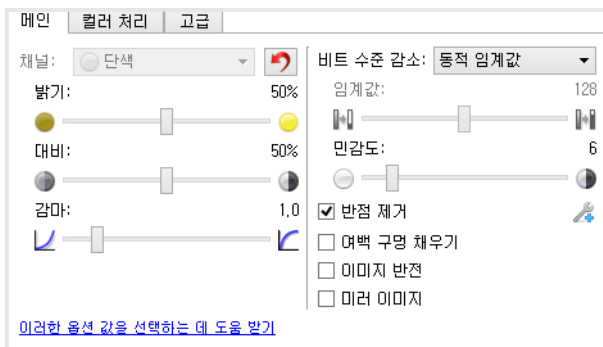 메인 컬러 처리 고급
채널: 단색
밝기: 50%
대비: 50%
감마: 1,0
이러한 옵션 값을 선택하는 데 도움 받기
비트 수준 감소: 동적 임계값
임계값: 128
민감도: 6
반점 제거
여백 구멍 채우기
이미지 반전
미러 이미지